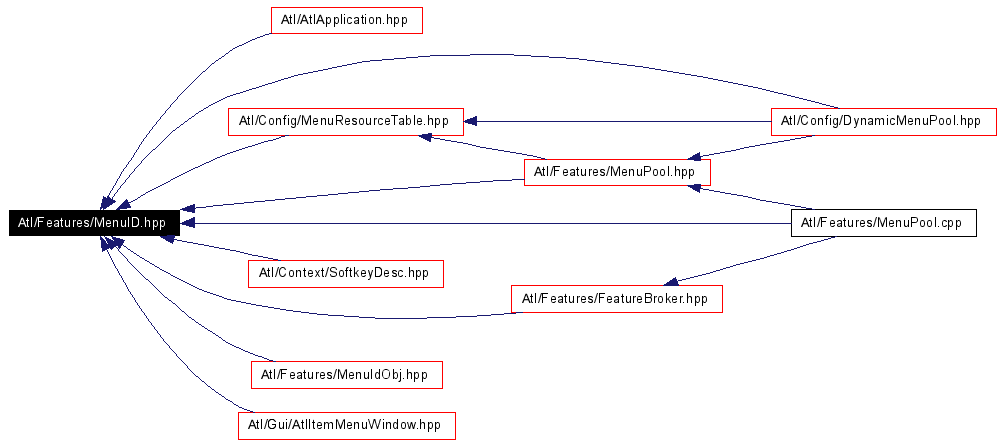 Atl/AtlApplication.hpp
Atl/Config/MenuResourceTable.hpp
Atl/Config/DynamicMenuPool.hpp
Atl/Features/MenuPool.hpp
Atl/Features/MenuID.hpp
Atl/Features/MenuPool.cpp
Atl/Context/SoftkeyDesc.hpp
Atl/Features/FeatureBroker.hpp
Atl/Features/MenuIdObj.hpp
Atl/Gui/AtlItemMenuWindow.hpp